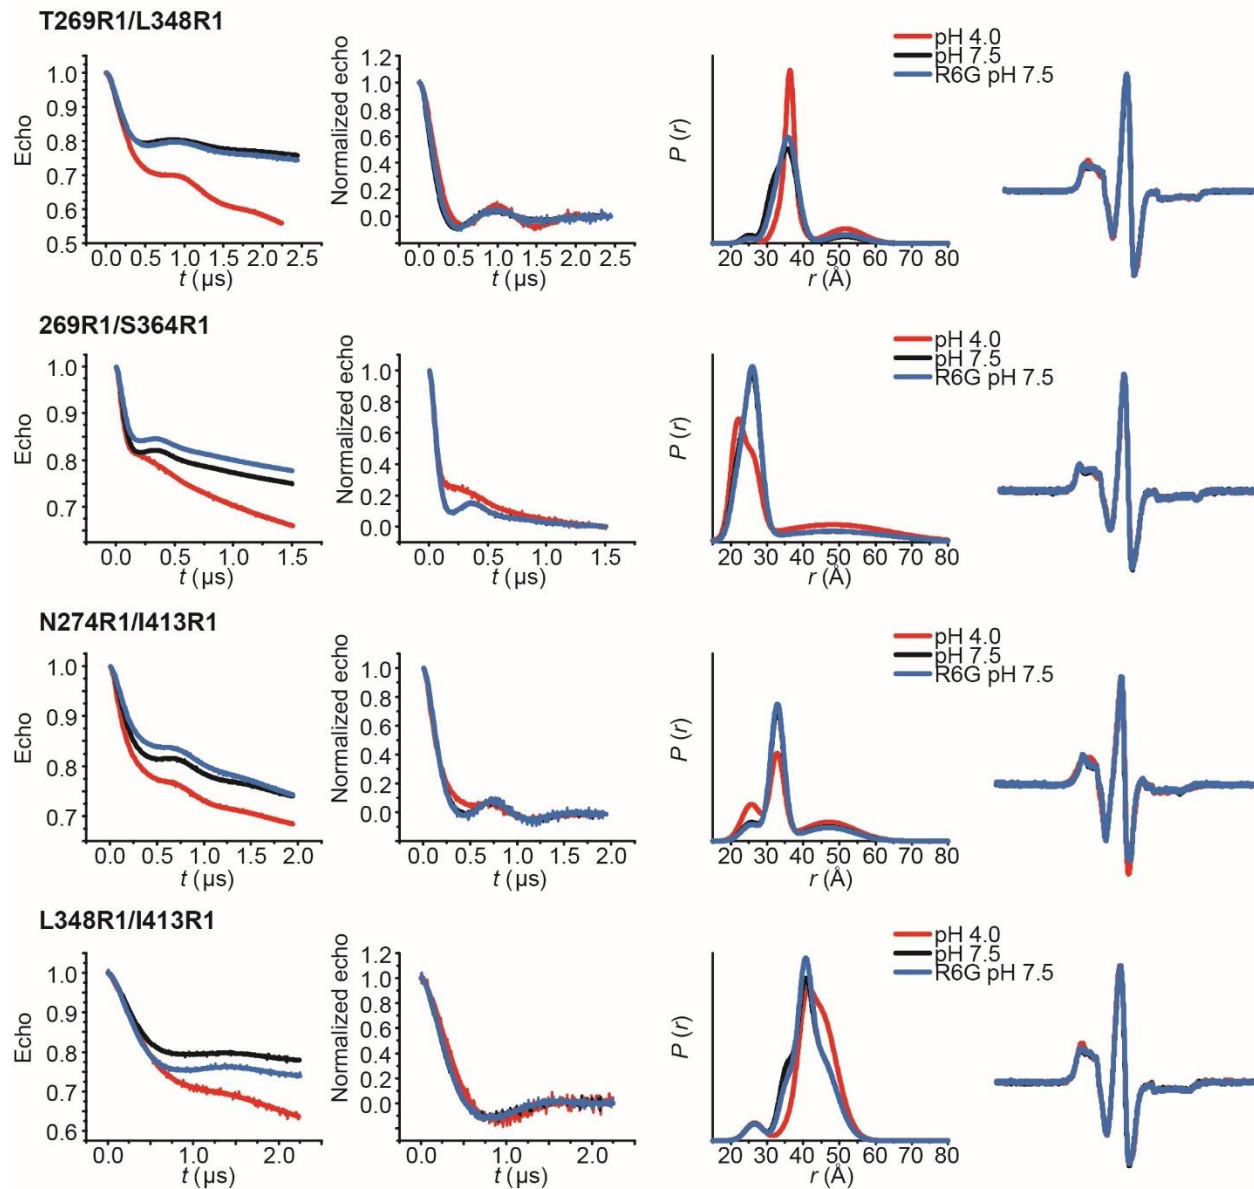 T269R1/L348R1
Echo
1.0
0.9
0.8
0.7
0.6
0.5
0.0 0.5 1.0 1.5 2.0 2.5
t (µs)
Normalized echo
1.2
1.0
0.8
0.6
0.4
0.2
0.0
0.0 0.5 1.0 1.5 2.0 2.5
t (µs)
P (r)
20 30 40 50 60 70 80
r (Å)
pH 4.0
pH 7.5
R6G pH 7.5
269R1/S364R1
Echo
1.0
0.9
0.8
0.7
0.0 0.5 1.0 1.5
t (µs)
Normalized echo
1.0
0.8
0.6
0.4
0.2
0.0
0.0 0.5 1.0 1.5
t (µs)
P (r)
20 30 40 50 60 70 80
r (Å)
pH 4.0
pH 7.5
R6G pH 7.5
N274R1/I413R1
Echo
1.0
0.9
0.8
0.7
0.0 0.5 1.0 1.5 2.0
t (µs)
Normalized echo
1.0
0.8
0.6
0.4
0.2
0.0
0.0 0.5 1.0 1.5 2.0
t (µs)
P (r)
20 30 40 50 60 70 80
r (Å)
pH 4.0
pH 7.5
R6G pH 7.5
L348R1/I413R1
Echo
1.0
0.9
0.8
0.7
0.6
0.0 0.5 1.0 1.5 2.0
t (µs)
Normalized echo
1.2
1.0
0.8
0.6
0.4
0.2
0.0
0.0 0.5 1.0 1.5 2.0
t (µs)
P (r)
20 30 40 50 60 70 80
r (Å)
pH 4.0
pH 7.5
R6G pH 7.5